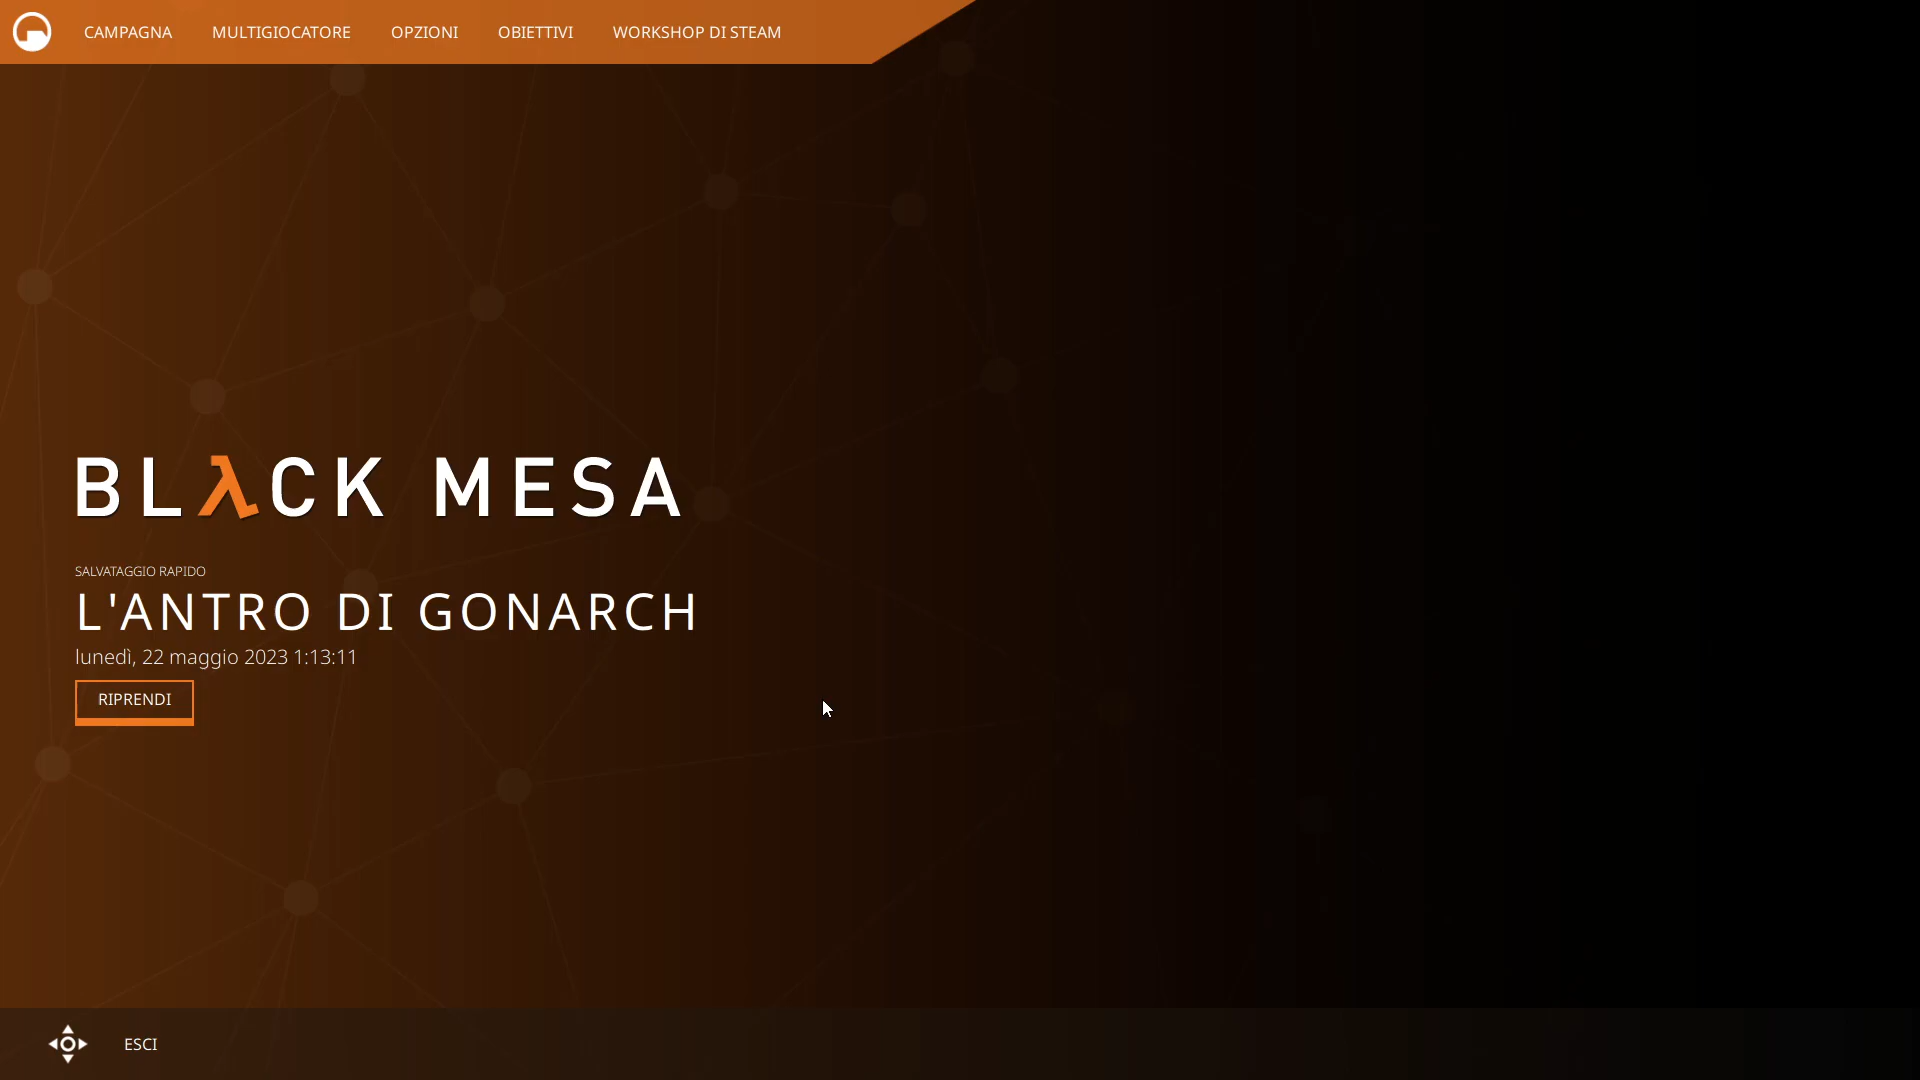 CAMPAGNA MULTIGIOCATORE OPZIONI OBIETTIVI WORKSHOP DI STEAM
BLλCK MESA
SALVATAGGIO RAPIDO
L'ANTRO DI GONARCH
lunedì, 22 maggio 2023 1:13:11
RIPRENDI
ESCI